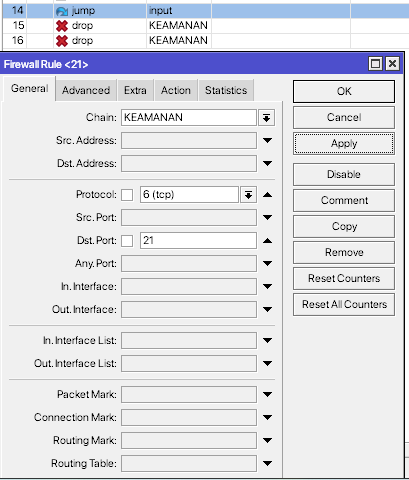 14 jump input
15 drop KEAMANAN
16 drop KEAMANAN
Firewall Rule <21>
General Advanced Extra Action Statistics
Chain: KEAMANAN
Src. Address:
Dst. Address:
Protocol: 6 (tcp)
Src. Port:
Dst. Port: 21
Any. Port:
In. Interface:
Out. Interface:
In. Interface List:
Out. Interface List:
Packet Mark:
Connection Mark:
Routing Mark:
Routing Table:
OK
Cancel
Apply
Disable
Comment
Copy
Remove
Reset Counters
Reset All Counters